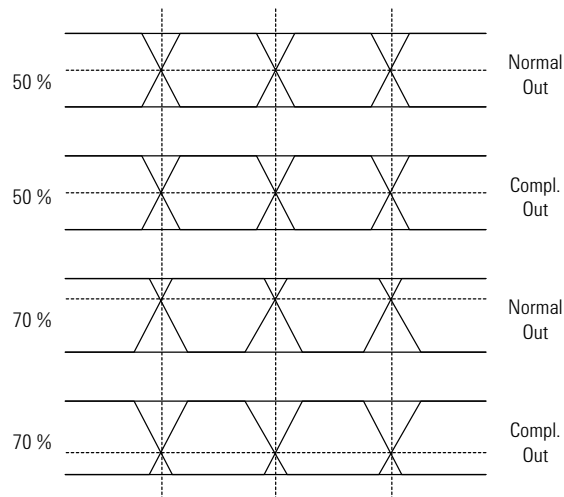 50 %
Normal
Out
50 %
Compl.
Out
70 %
Normal
Out
70 %
Compl.
Out